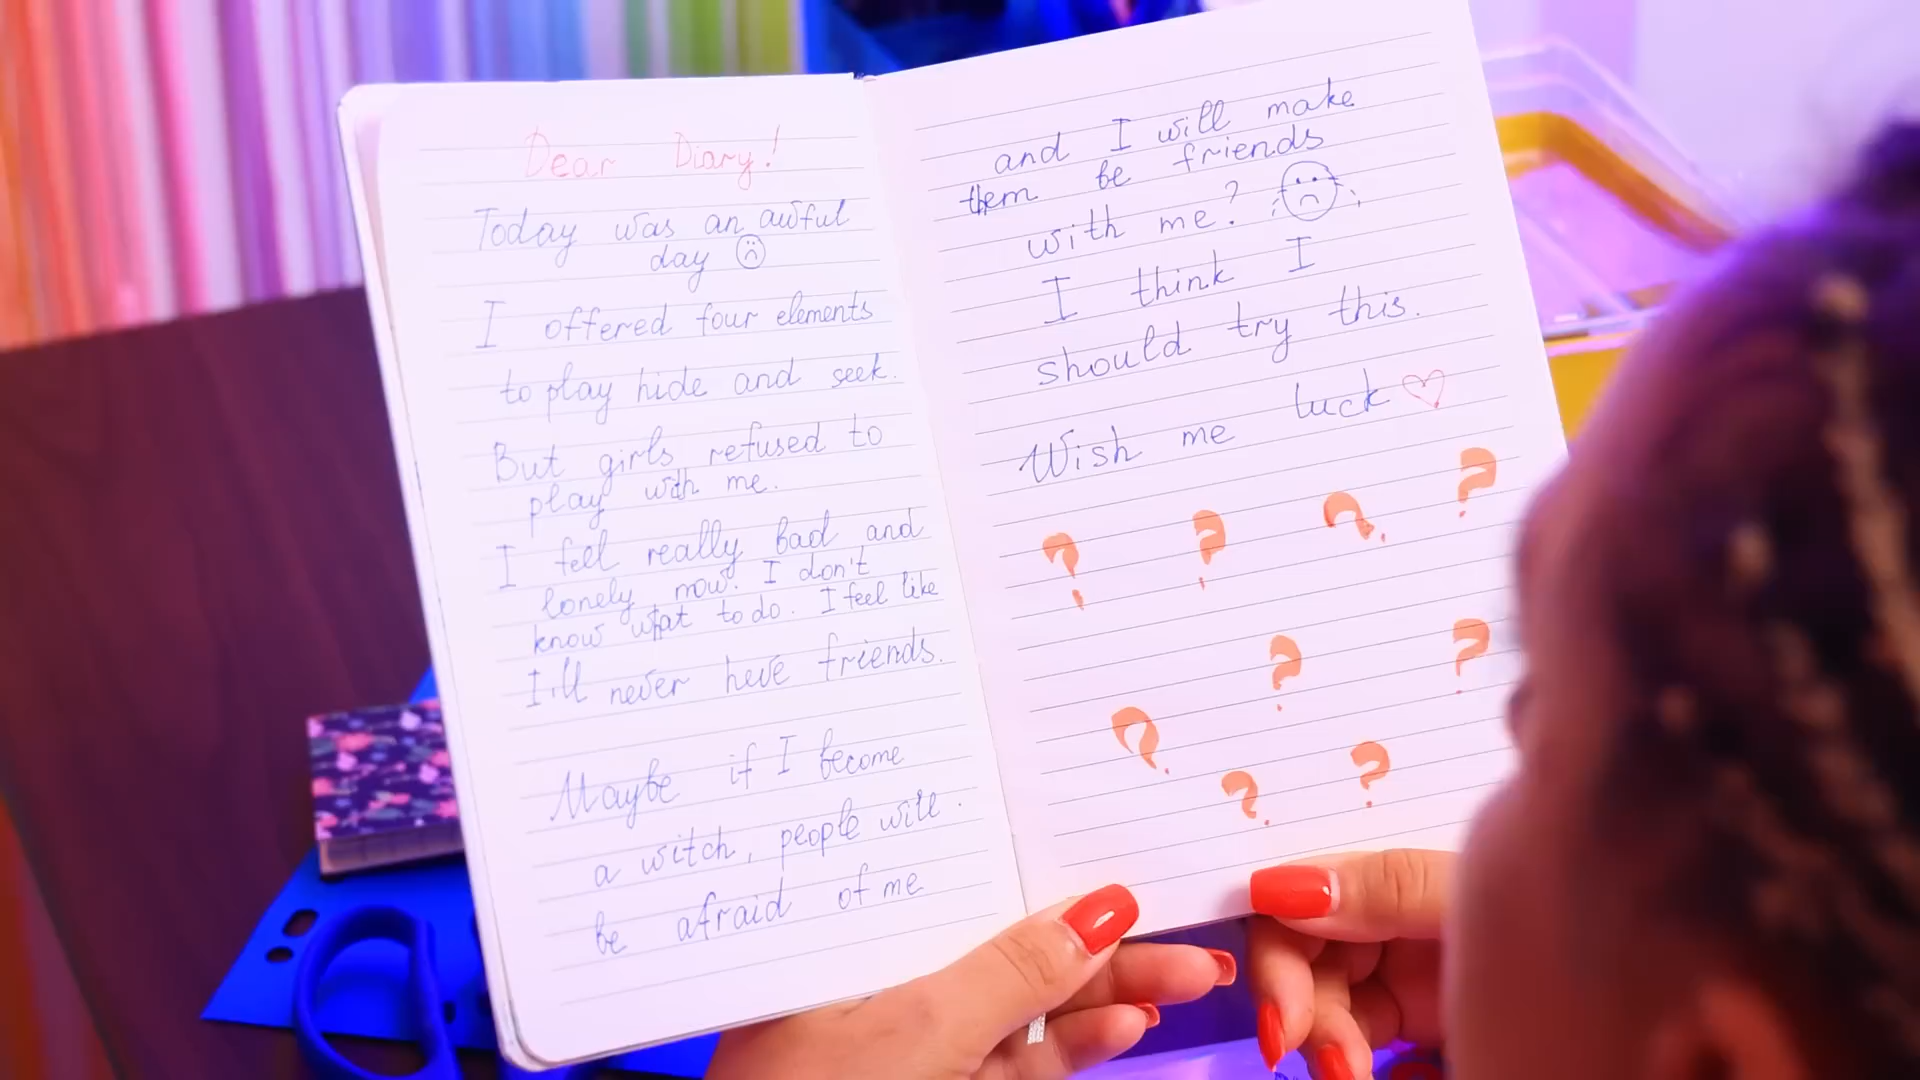 Dear Diary!
Today was an awful
day
I offered four elements
to play hide and seek.
But girls refused to
play with me.
I fell really bad and
lonely now. I don't
know what to do. I feel like
I'll never heve friends.
Maybe if I become
a witch, people will
be afraid of me
and I will make
them be friends
with me?
I think I
should try this.
Wish me luck ♡
? ? ? ?
? ?
?
? ?